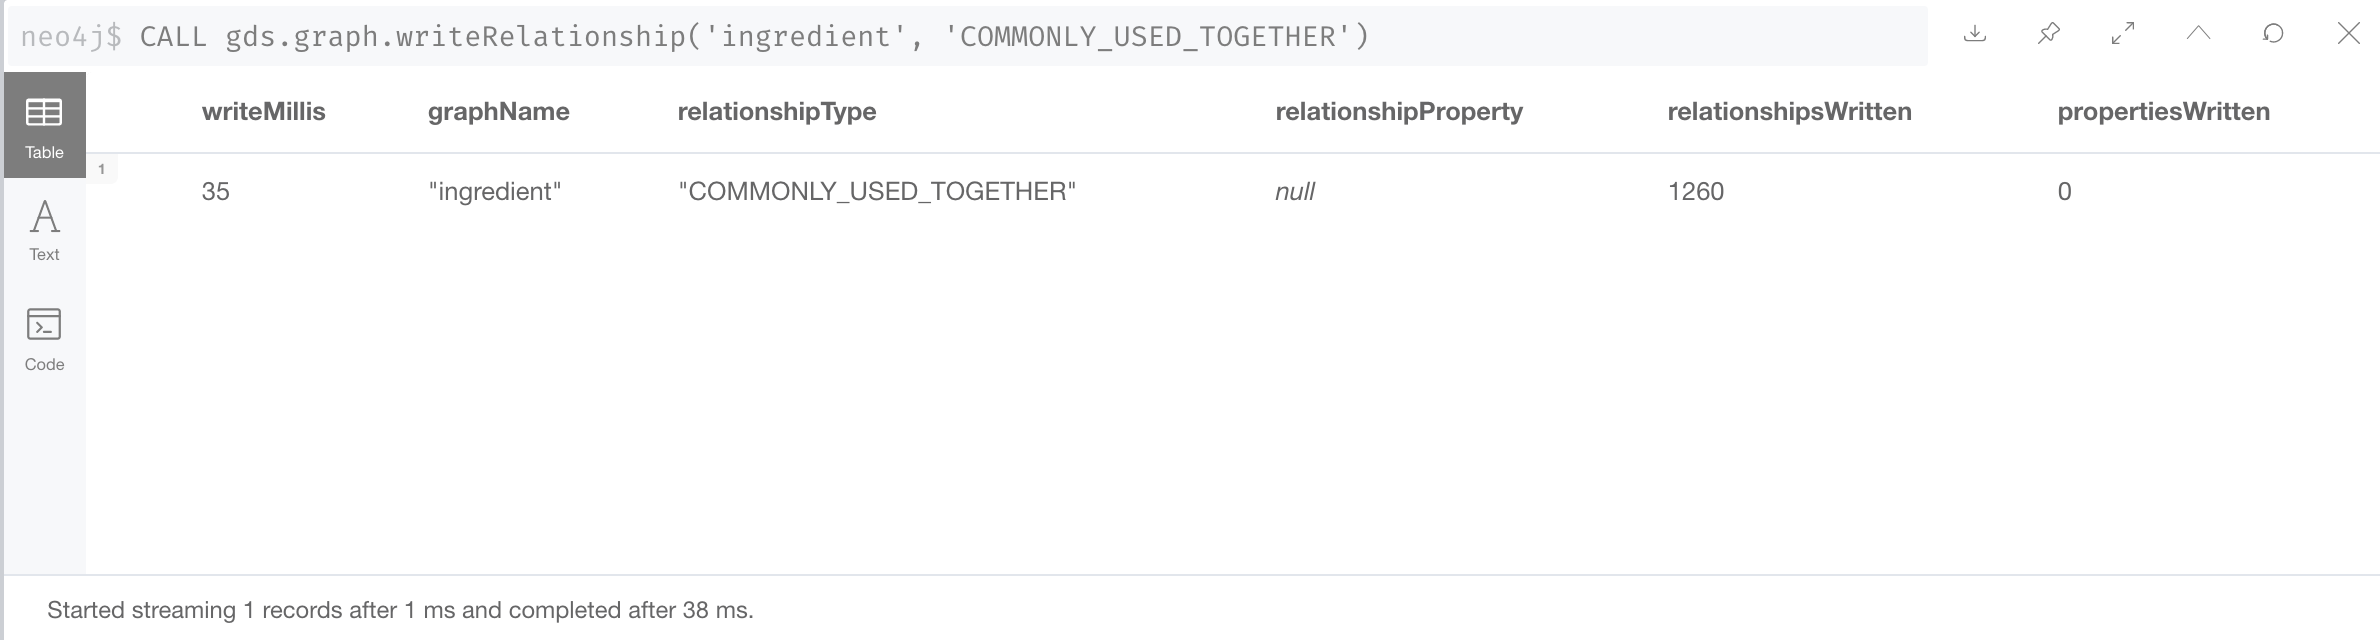 neo4j$ CALL gds.graph.writeRelationship('ingredient', 'COMMONLY_USED_TOGETHER')
writeMillis graphName relationshipType relationshipProperty relationshipsWritten propertiesWritten
Table
1
35 "ingredient" "COMMONLY_USED_TOGETHER" null 1260 0
A
Text
Code
Started streaming 1 records after 1 ms and completed after 38 ms.